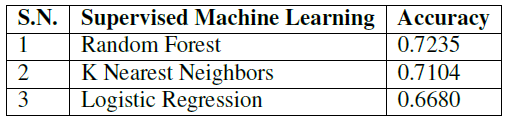 S.N. Supervised Machine Learning Accuracy
1 Random Forest 0.7235
2 K Nearest Neighbors 0.7104
3 Logistic Regression 0.6680